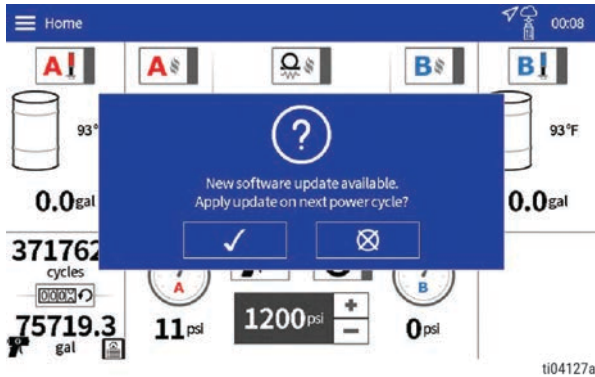 Home
00:08
A
A
B
B
93°
?
93°F
New software update available.
Apply update on next power cycle?
0.0gal
0.0gal
371762
cycles
A
B
75719.3
gal
11psi
1200psi
+
−
0psi
ti04127a